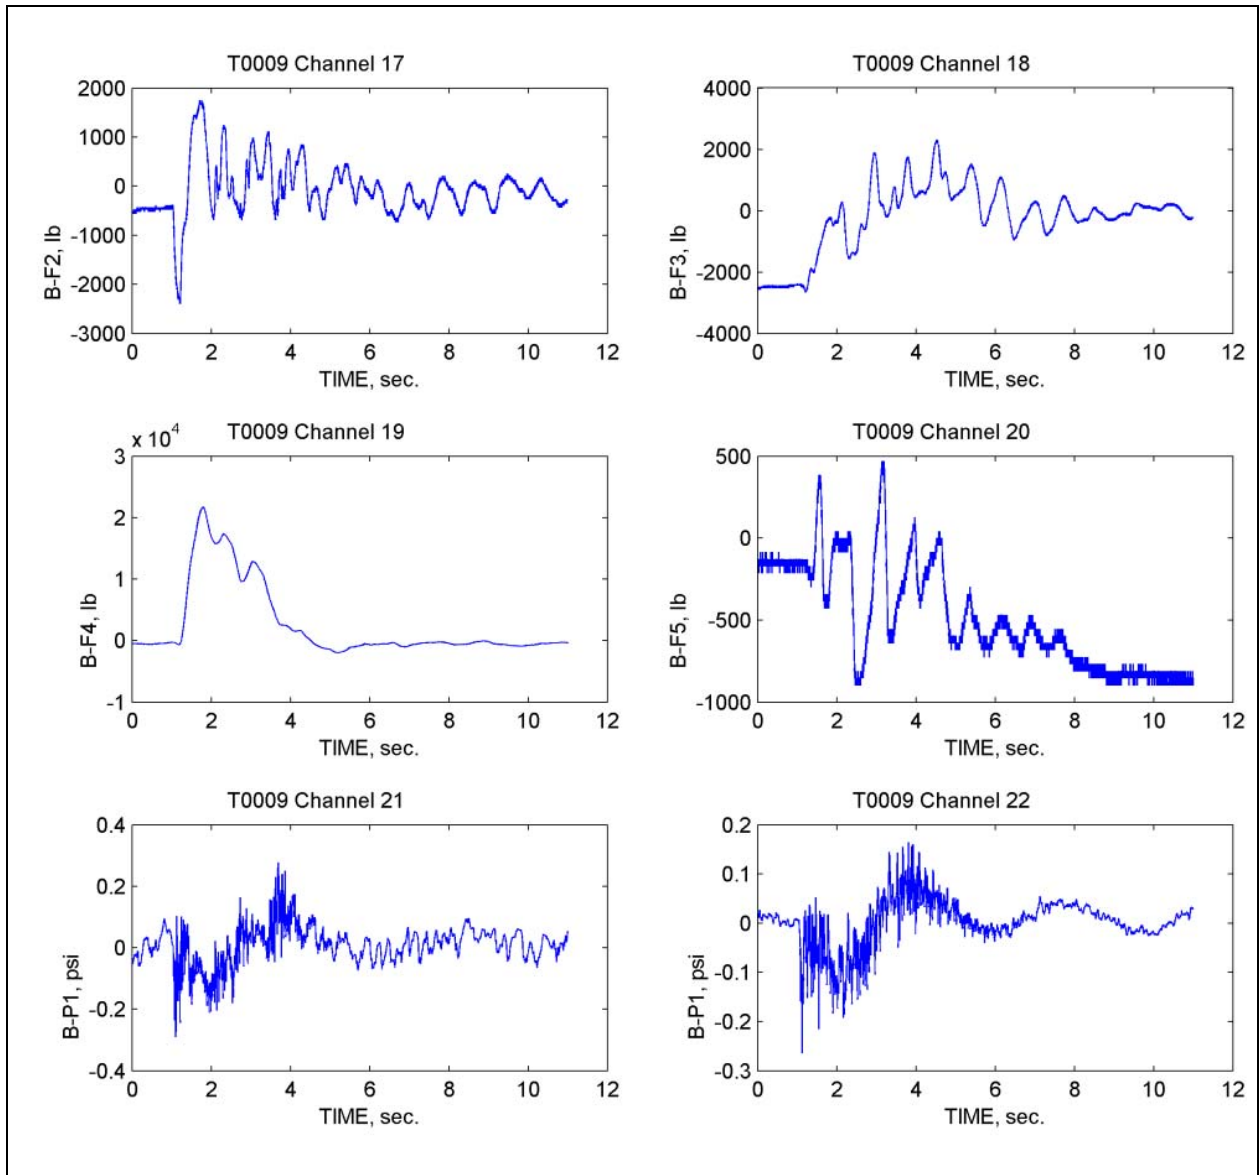 T0009 Channel 17
2000
1000
0
-1000
-2000
-3000
B-F2, lb
0 2 4 6 8 10 12
TIME, sec.
T0009 Channel 18
4000
2000
0
-2000
-4000
B-F3, lb
0 2 4 6 8 10 12
TIME, sec.
T0009 Channel 19
x 10^4
3
2
1
0
-1
B-F4, lb
0 2 4 6 8 10 12
TIME, sec.
T0009 Channel 20
500
0
-500
-1000
B-F5, lb
0 2 4 6 8 10 12
TIME, sec.
T0009 Channel 21
0.4
0.2
0
-0.2
-0.4
B-P1, psi
0 2 4 6 8 10 12
TIME, sec.
T0009 Channel 22
0.2
0.1
0
-0.1
-0.2
-0.3
B-P1, psi
0 2 4 6 8 10 12
TIME, sec.